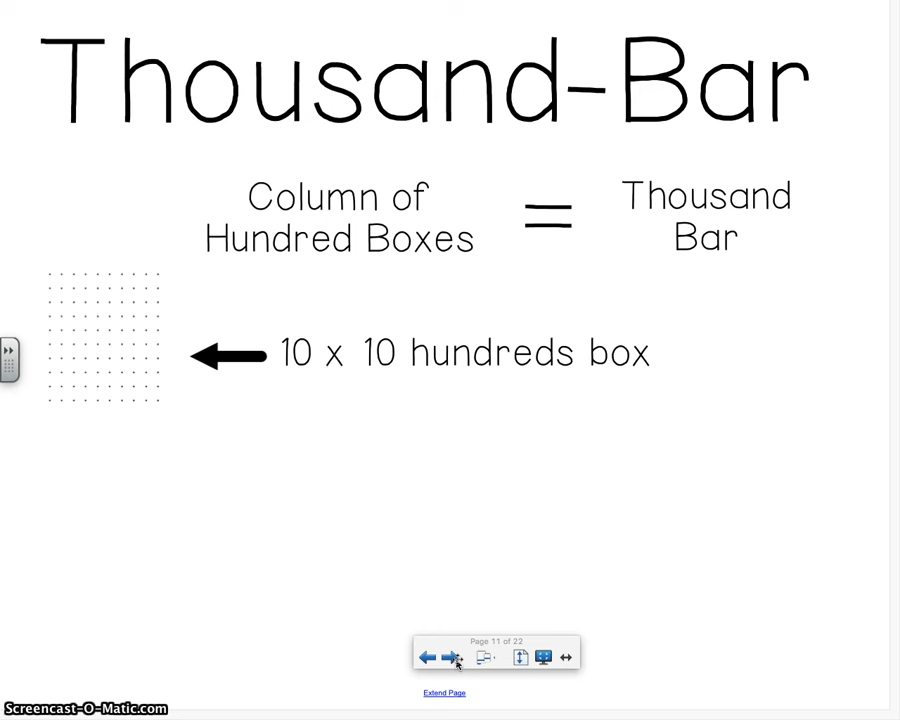 Thousand-Bar
Column of
Hundred Boxes
=
Thousand
Bar
10 x 10 hundreds box
Page 11 of 22
Extend Page
Screencast-O-Matic.com